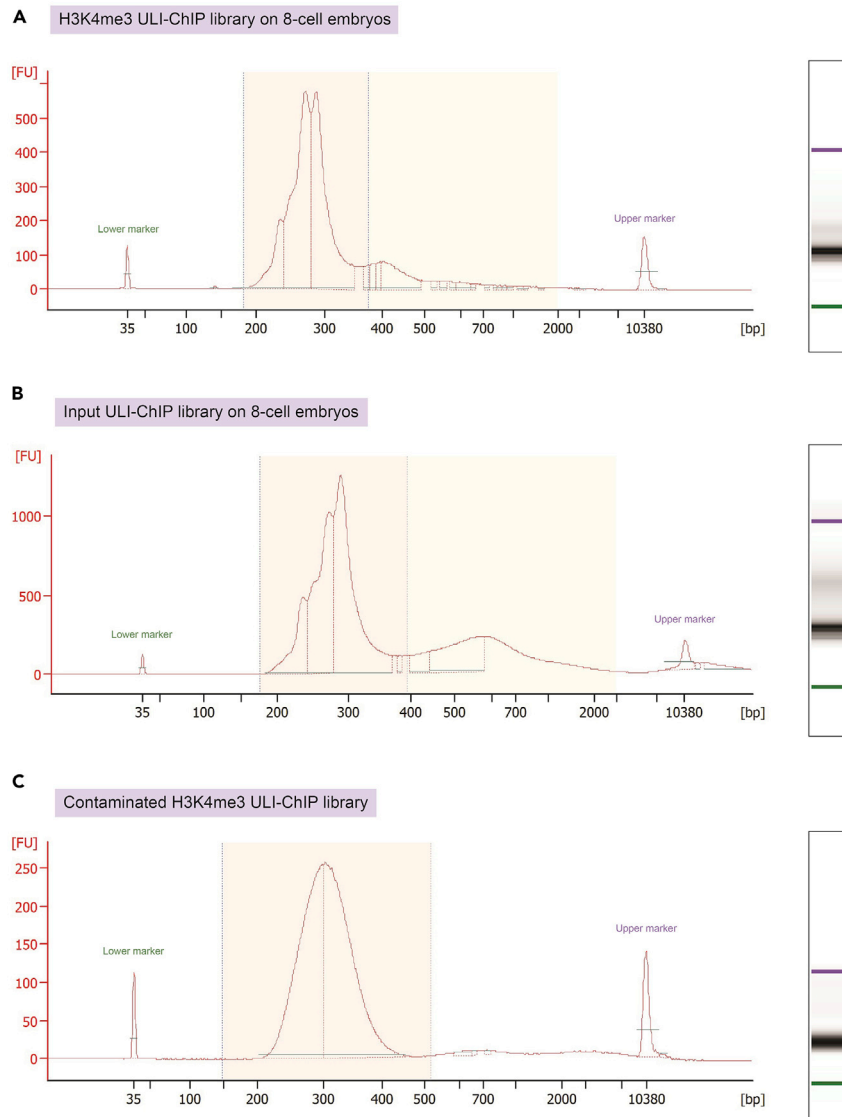 A
H3K4me3 ULI-ChIP library on 8-cell embryos
[FU]
500
400
300
200
100
0
Lower marker
Upper marker
35 100 200 300 400 500 700 2000 10380 [bp]
B
Input ULI-ChIP library on 8-cell embryos
[FU]
1000
500
0
Lower marker
Upper marker
35 100 200 300 400 500 700 2000 10380 [bp]
C
Contaminated H3K4me3 ULI-ChIP library
[FU]
250
200
150
100
50
0
Lower marker
Upper marker
35 100 200 300 400 500 700 2000 10380 [bp]